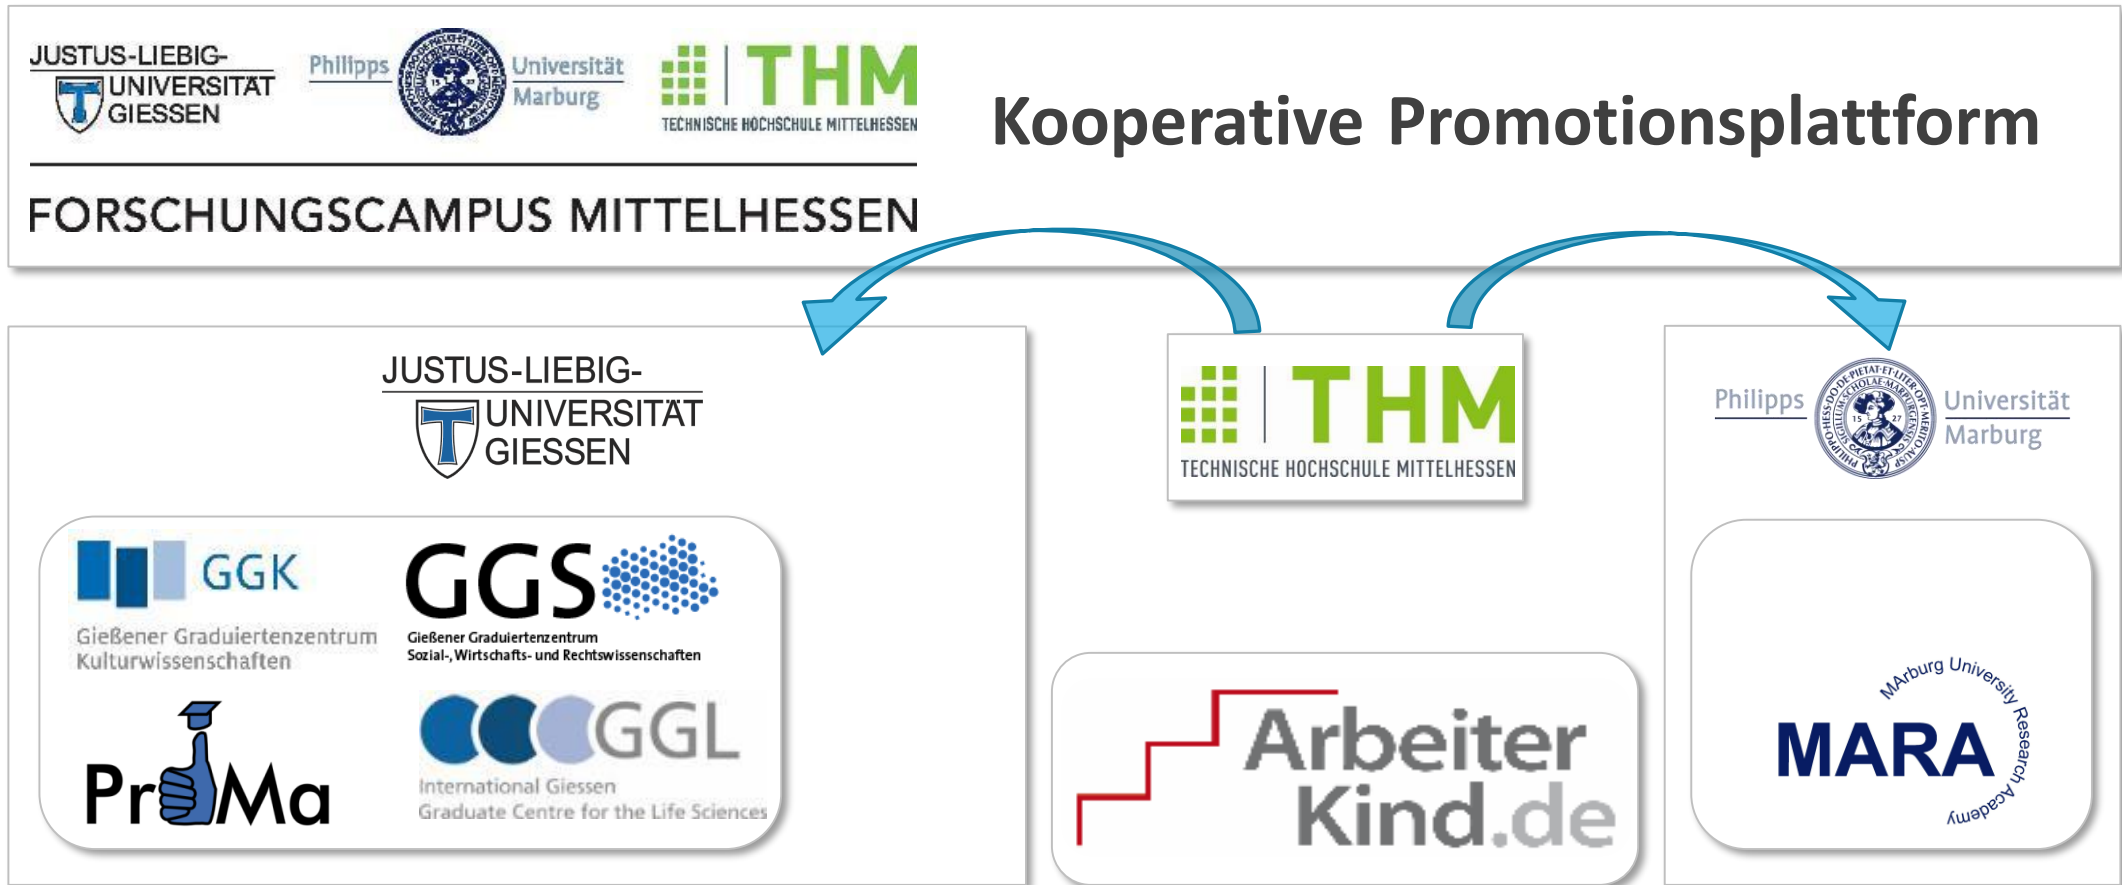 JUSTUS-LIEBIG-
UNIVERSITÄT
GIESSEN
Philipps
Universität
Marburg
THM
TECHNISCHE HOCHSCHULE MITTELHESSEN
FORSCHUNGSCAMPUS MITTELHESSEN
Kooperative Promotionsplattform
JUSTUS-LIEBIG-
UNIVERSITÄT
GIESSEN
GGK
Gießener Graduiertenzentrum
Kulturwissenschaften
GGS
Gießener Graduiertenzentrum
Sozial-, Wirtschafts- und Rechtswissenschaften
PriMa
GGL
International Giessen
Graduate Centre for the Life Sciences
THM
TECHNISCHE HOCHSCHULE MITTELHESSEN
Arbeiter
Kind.de
Philipps
Universität
Marburg
15 27
MARA
MArburg University Research Academy